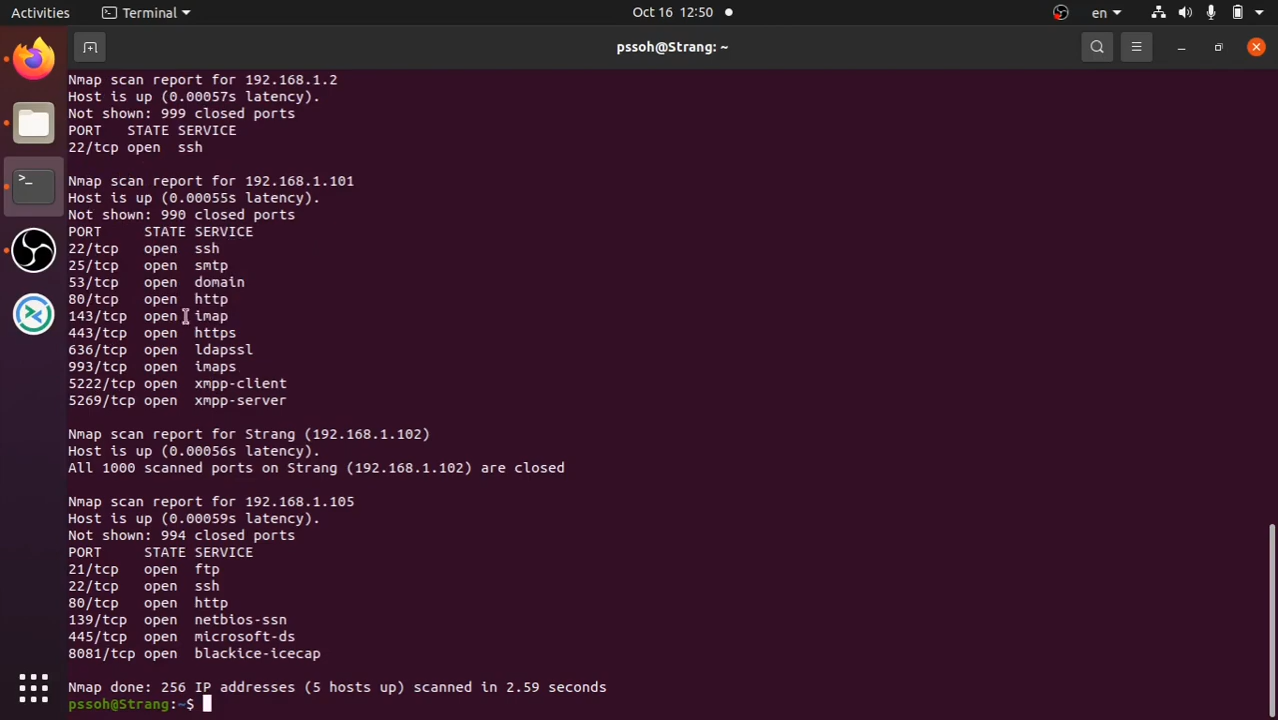 Activities
Terminal
Oct 16 12:50
en
pssoh@Strang: ~
Nmap scan report for 192.168.1.2
Host is up (0.00057s latency).
Not shown: 999 closed ports
PORT   STATE SERVICE
22/tcp open  ssh
Nmap scan report for 192.168.1.101
Host is up (0.00055s latency).
Not shown: 990 closed ports
PORT     STATE SERVICE
22/tcp   open  ssh
25/tcp   open  smtp
53/tcp   open  domain
80/tcp   open  http
143/tcp  open  imap
443/tcp  open  https
636/tcp  open  ldapssl
993/tcp  open  imaps
5222/tcp open  xmpp-client
5269/tcp open  xmpp-server
Nmap scan report for Strang (192.168.1.102)
Host is up (0.00056s latency).
All 1000 scanned ports on Strang (192.168.1.102) are closed
Nmap scan report for 192.168.1.105
Host is up (0.00059s latency).
Not shown: 994 closed ports
PORT     STATE SERVICE
21/tcp   open  ftp
22/tcp   open  ssh
80/tcp   open  http
139/tcp  open  netbios-ssn
445/tcp  open  microsoft-ds
8081/tcp open  blackice-icecap
Nmap done: 256 IP addresses (5 hosts up) scanned in 2.59 seconds
pssoh@Strang:~$